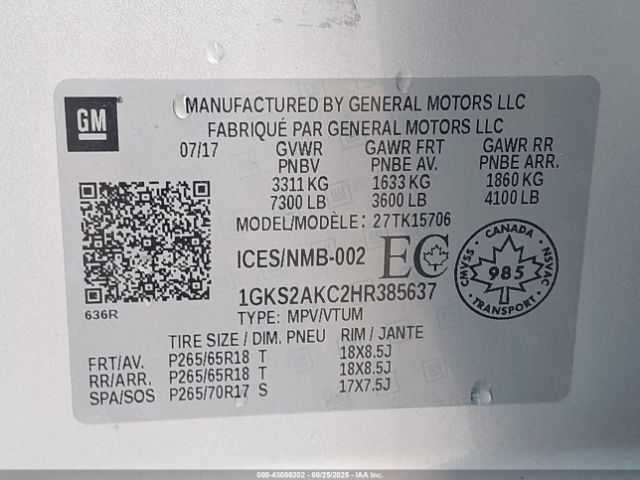 GM
MANUFACTURED BY GENERAL MOTORS LLC
FABRIQUÉ PAR GENERAL MOTORS LLC
07/17 GVWR GAWR FRT GAWR RR
PNBV PNBE AV. PNBE ARR.
3311 KG 1633 KG 1860 KG
7300 LB 3600 LB 4100 LB
MODEL/MODÈLE: 27TK15706
ICES/NMB-002 EC
CANADA
CMVSS 985 NSVAC
TRANSPORT
1GKS2AKC2HR385637
636R
TYPE: MPV/VTUM
TIRE SIZE / DIM. PNEU RIM / JANTE
FRT/AV. P265/65R18 T 18X8.5J
RR/ARR. P265/65R18 T 18X8.5J
SPA/SOS P265/70R17 S 17X7.5J
000-43056202 - 08/25/2025 - IAA Inc.